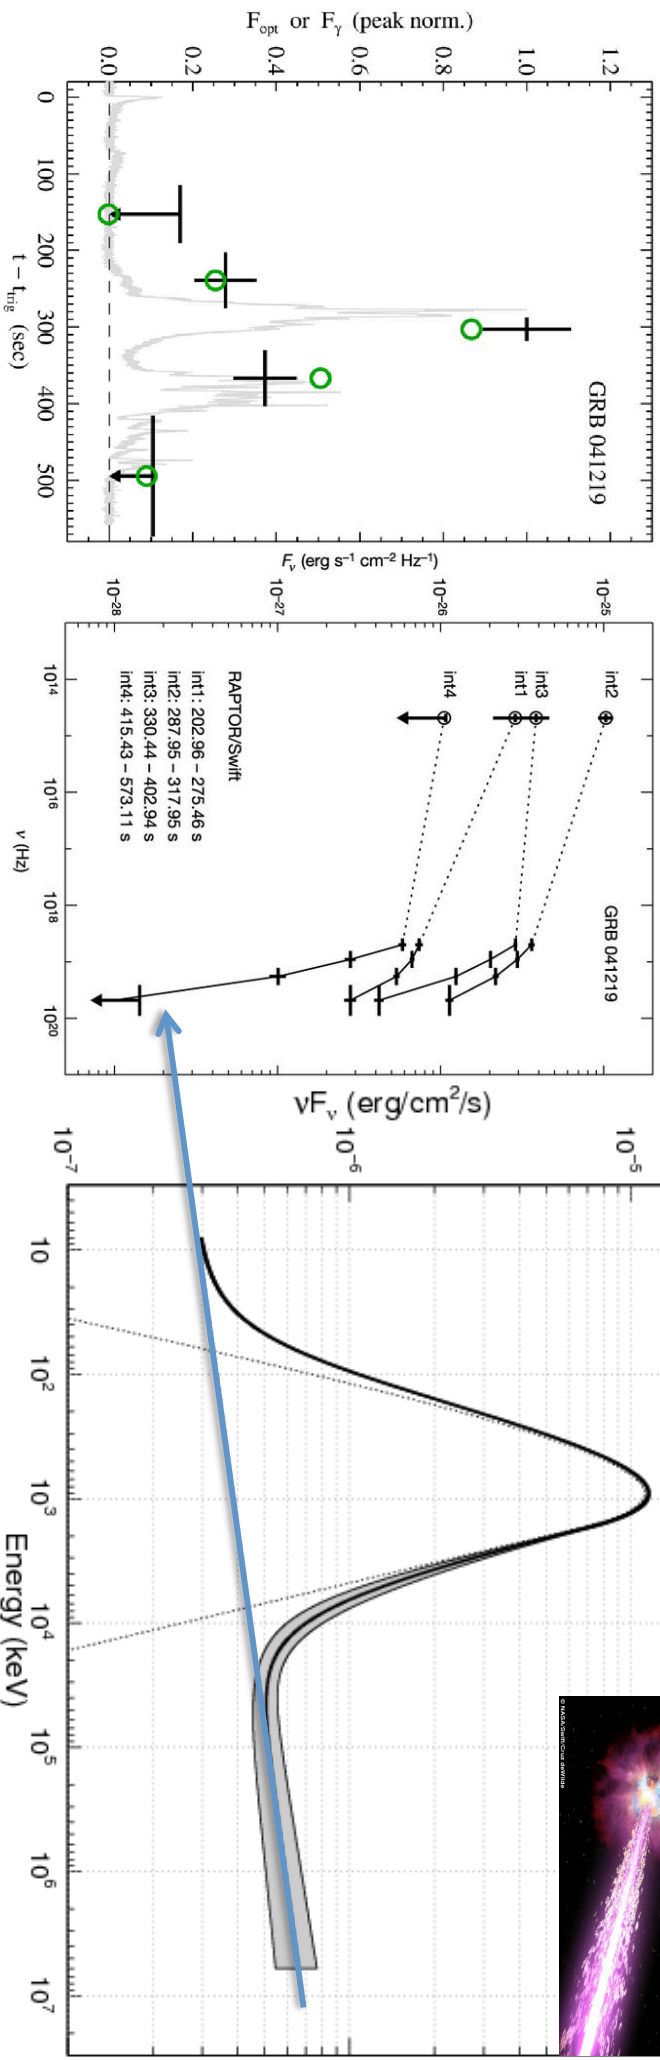 F_opt or F_γ (peak norm.)
1.2
1.0
0.8
0.6
0.4
0.2
0.0
GRB 041219
0
100
200
300
400
500
t − t_trig (sec)
F_ν (erg s⁻¹ cm⁻² Hz⁻¹)
10⁻²⁵
10⁻²⁶
10⁻²⁷
10⁻²⁸
GRB 041219
int2
int3
int1
int4
RAPTOR/Swift
int1: 202.96 − 275.46 s
int2: 287.95 − 317.95 s
int3: 330.44 − 402.94 s
int4: 415.43 − 573.11 s
10¹⁴
10¹⁶
10¹⁸
10²⁰
ν (Hz)
νF_ν (erg/cm²/s)
10⁻⁵
10⁻⁶
10⁻⁷
10
10²
10³
10⁴
10⁵
10⁶
10⁷
Energy (keV)
© NASA/Swift/Cruz deWilde